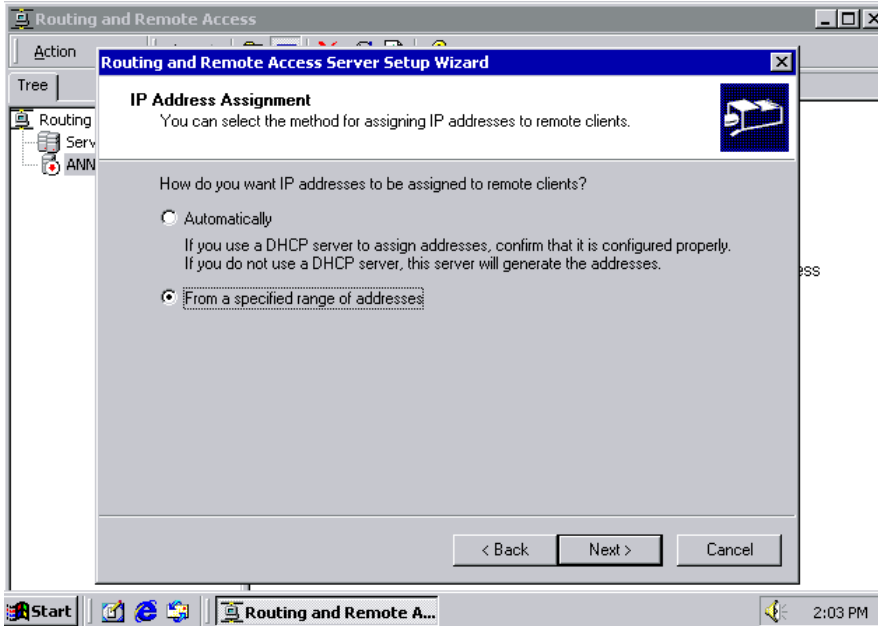 Routing and Remote Access
Action
Routing and Remote Access Server Setup Wizard
Tree
IP Address Assignment
You can select the method for assigning IP addresses to remote clients.
Routing
Serv
ANN
How do you want IP addresses to be assigned to remote clients?
Automatically
If you use a DHCP server to assign addresses, confirm that it is configured properly.
If you do not use a DHCP server, this server will generate the addresses.
ess
From a specified range of addresses
< Back
Next >
Cancel
Start
Routing and Remote A...
2:03 PM